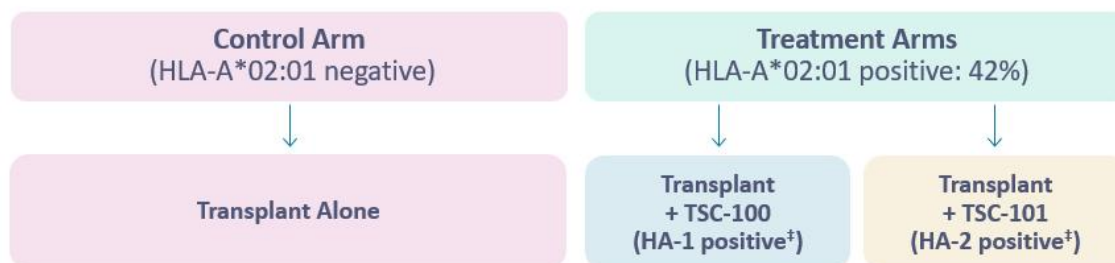 Control Arm
(HLA-A*02:01 negative)
Treatment Arms
(HLA-A*02:01 positive: 42%)
Transplant Alone
Transplant
+ TSC-100
(HA-1 positive‡)
Transplant
+ TSC-101
(HA-2 positive‡)